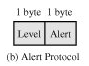 1 byte 1 byte
Level Alert
(b) Alert Protocol